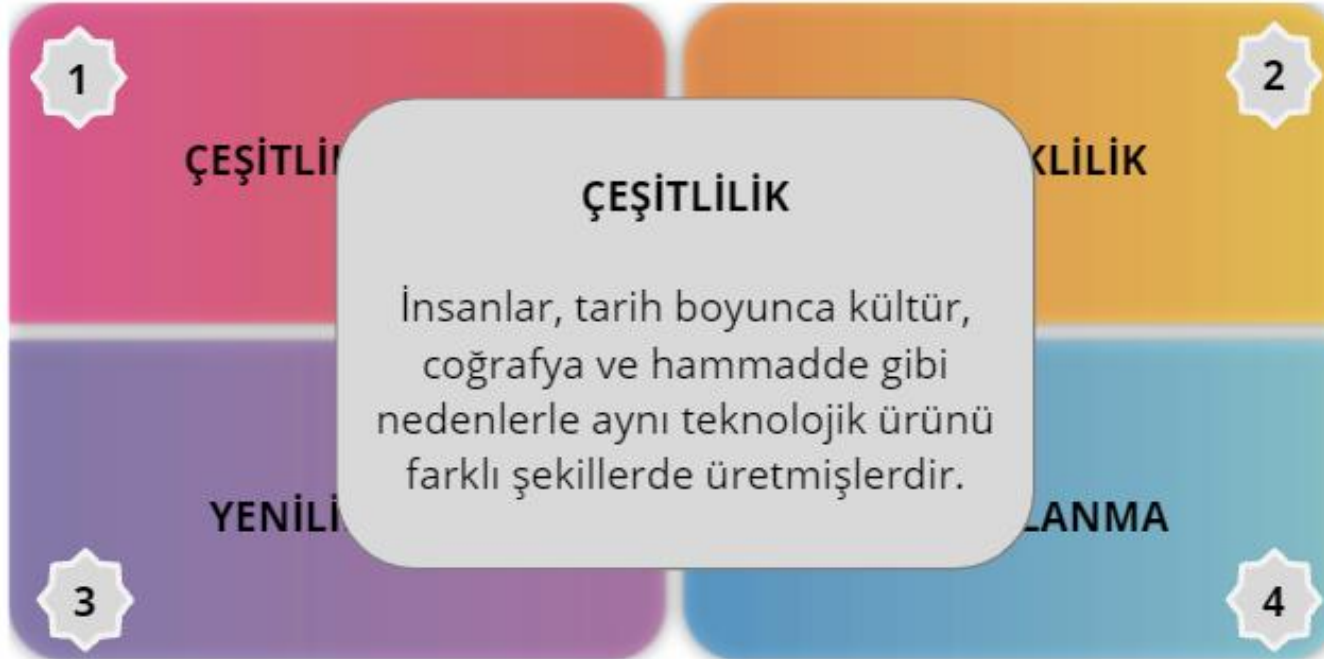 1
2
ÇEŞİTLİ
KLİLİK
ÇEŞİTLİLİK
İnsanlar, tarih boyunca kültür,
coğrafya ve hammadde gibi
nedenlerle aynı teknolojik ürünü
farklı şekillerde üretmişlerdir.
YENİLİ
LANMA
3
4